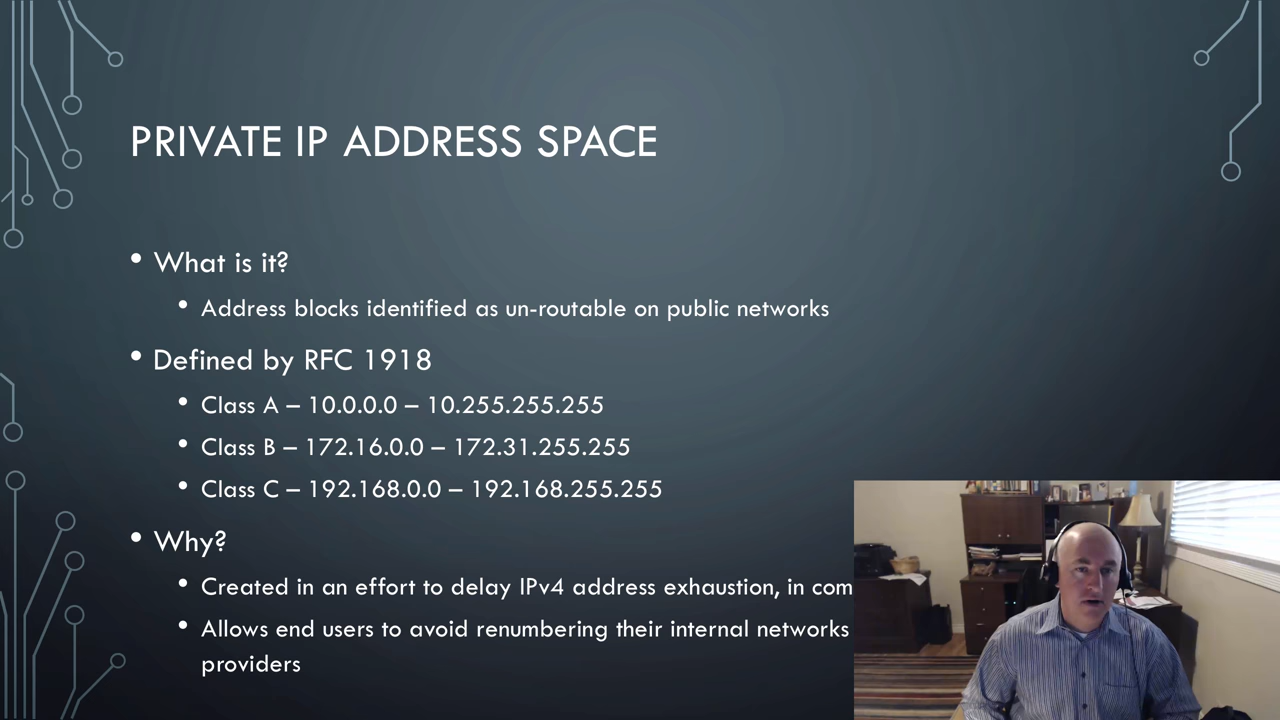 PRIVATE IP ADDRESS SPACE
• What is it?
• Address blocks identified as un-routable on public networks
• Defined by RFC 1918
• Class A – 10.0.0.0 – 10.255.255.255
• Class B – 172.16.0.0 – 172.31.255.255
• Class C – 192.168.0.0 – 192.168.255.255
• Why?
• Created in an effort to delay IPv4 address exhaustion, in com
• Allows end users to avoid renumbering their internal networks
providers